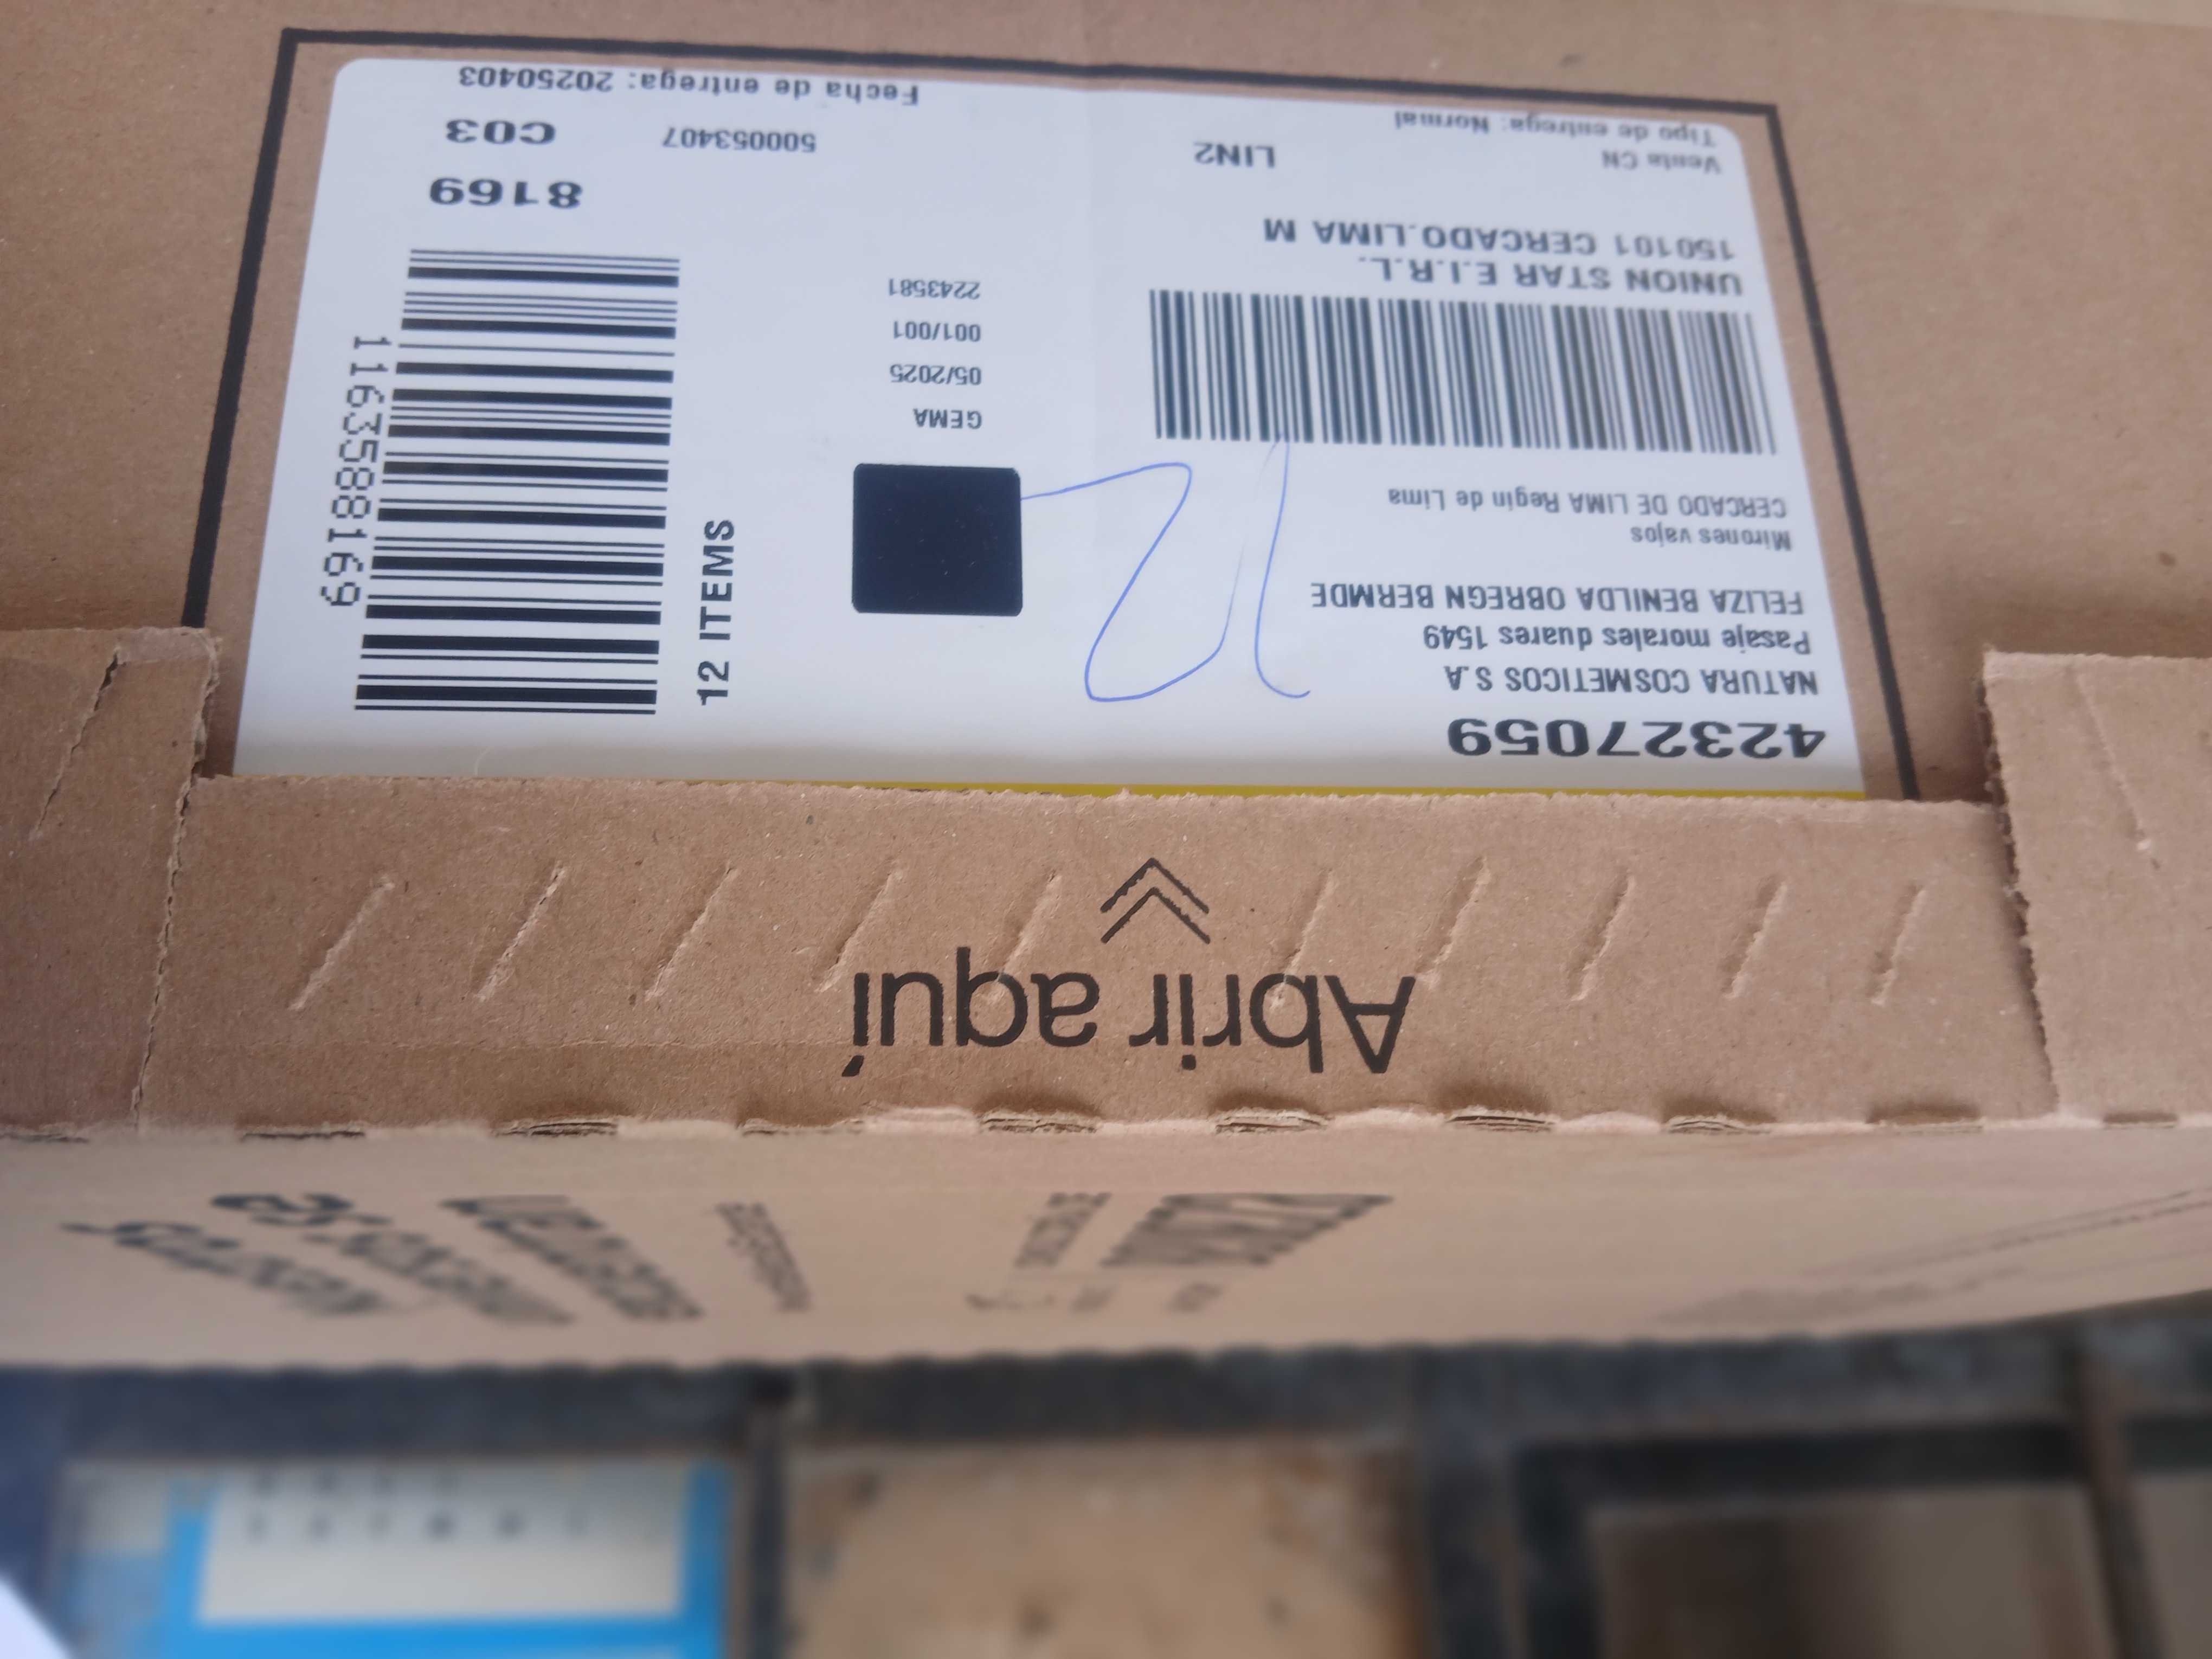 423327059
NATURA COSMETICOS S.A
Pasaje morales duares 1549
FELIZA BENILDA OBREGN BERMDE
Mirones vajos
CERCADO DE LIMA Regin de Lima
UNION STAR E.I.R.L.
150101 CERCADO.LIMA M
Venta CN
LIN2
Tipo de entrega: Normal
12
GEMA
05/2025
001/001
2243581
12 ITEMS
1163588169
8169
500053407
C03
Fecha de entrega: 20250403
Abrir aquí